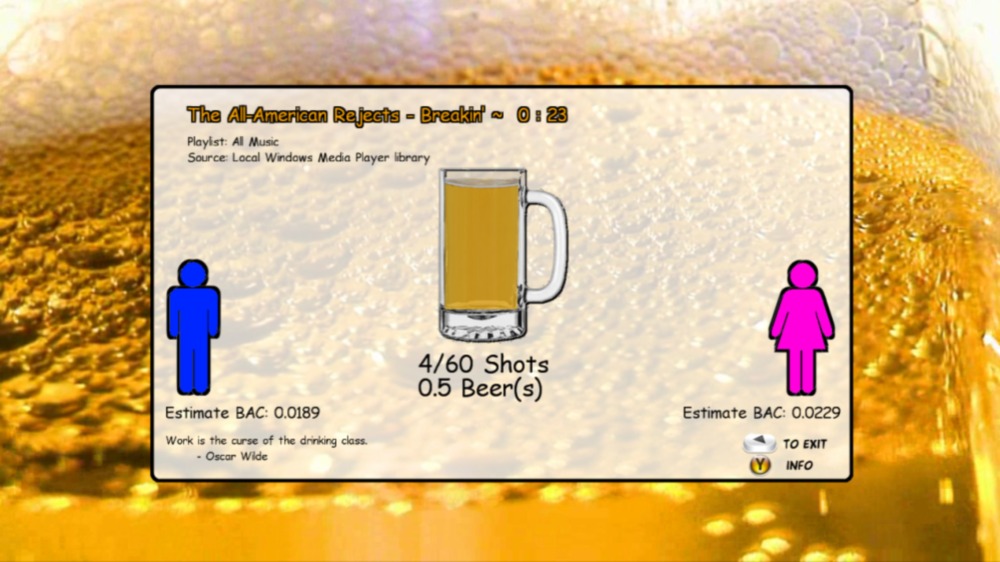 The All-American Rejects - Breakin' ~ 0 : 23
Playlist: All Music
Source: Local Windows Media Player library
4/60 Shots
0.5 Beer(s)
Estimate BAC: 0.0189
Estimate BAC: 0.0229
Work is the curse of the drinking class.
- Oscar Wilde
TO EXIT
Y INFO